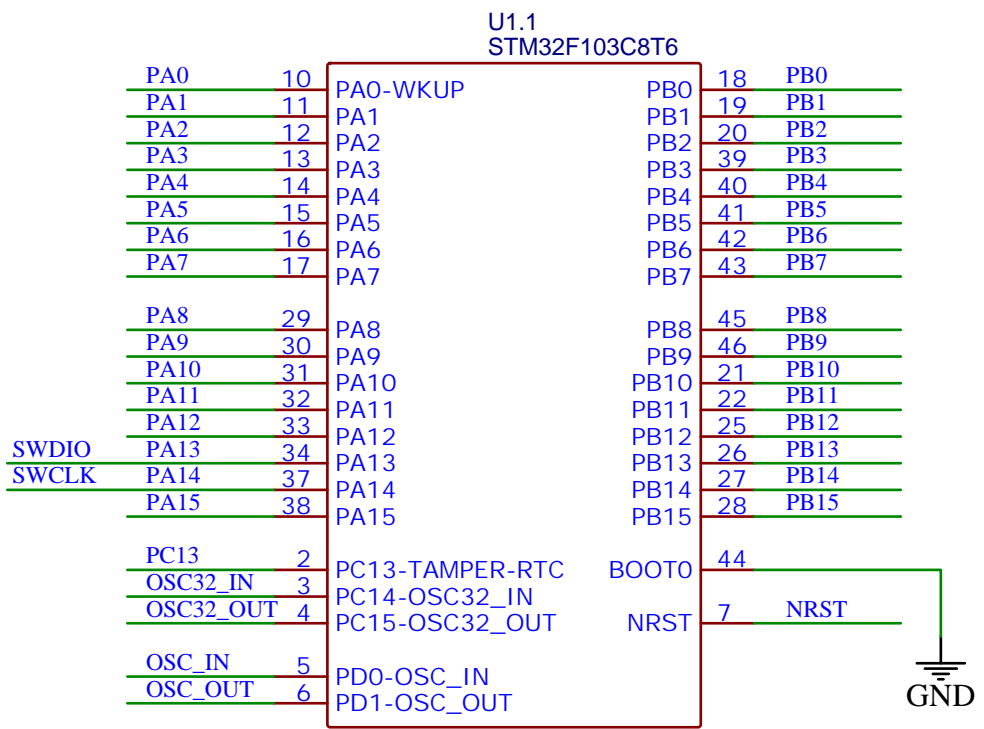 U1.1
STM32F103C8T6
PA0 10 PA0-WKUP PB0 18 PB0
PA1 11 PA1 PB1 19 PB1
PA2 12 PA2 PB2 20 PB2
PA3 13 PA3 PB3 39 PB3
PA4 14 PA4 PB4 40 PB4
PA5 15 PA5 PB5 41 PB5
PA6 16 PA6 PB6 42 PB6
PA7 17 PA7 PB7 43 PB7
PA8 29 PA8 PB8 45 PB8
PA9 30 PA9 PB9 46 PB9
PA10 31 PA10 PB10 21 PB10
PA11 32 PA11 PB11 22 PB11
PA12 33 PA12 PB12 25 PB12
SWDIO PA13 34 PA13 PB13 26 PB13
SWCLK PA14 37 PA14 PB14 27 PB14
PA15 38 PA15 PB15 28 PB15
PC13 2 PC13-TAMPER-RTC BOOT0 44
OSC32_IN 3 PC14-OSC32_IN
OSC32_OUT 4 PC15-OSC32_OUT NRST 7 NRST
OSC_IN 5 PD0-OSC_IN
OSC_OUT 6 PD1-OSC_OUT
GND